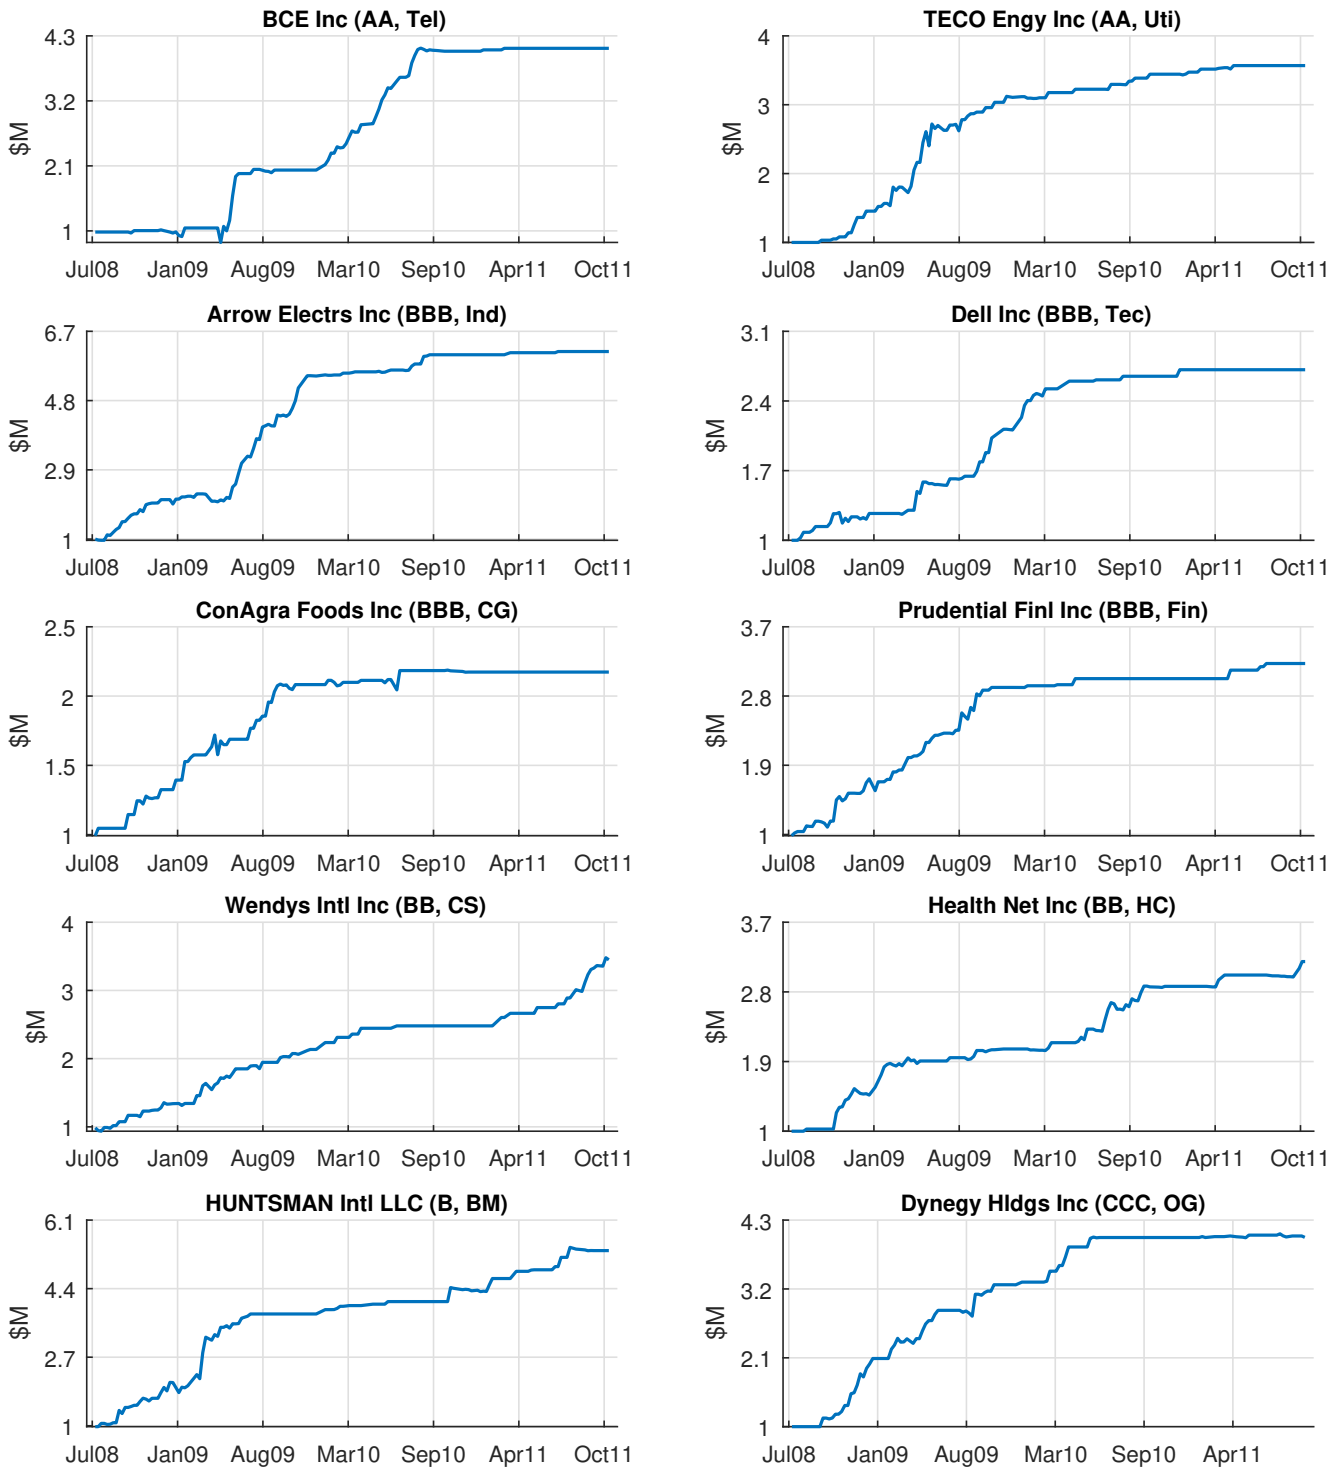 BCE Inc (AA, Tel)
4.3
3.2
2.1
1
$M
Jul08 Jan09 Aug09 Mar10 Sep10 Apr11 Oct11
TECO Engy Inc (AA, Uti)
4
3
2
1
$M
Jul08 Jan09 Aug09 Mar10 Sep10 Apr11 Oct11
Arrow Electrs Inc (BBB, Ind)
6.7
4.8
2.9
1
$M
Jul08 Jan09 Aug09 Mar10 Sep10 Apr11 Oct11
Dell Inc (BBB, Tec)
3.1
2.4
1.7
1
$M
Jul08 Jan09 Aug09 Mar10 Sep10 Apr11 Oct11
ConAgra Foods Inc (BBB, CG)
2.5
2
1.5
1
$M
Jul08 Jan09 Aug09 Mar10 Sep10 Apr11 Oct11
Prudential Finl Inc (BBB, Fin)
3.7
2.8
1.9
1
$M
Jul08 Jan09 Aug09 Mar10 Sep10 Apr11 Oct11
Wendys Intl Inc (BB, CS)
4
3
2
1
$M
Jul08 Jan09 Aug09 Mar10 Sep10 Apr11 Oct11
Health Net Inc (BB, HC)
3.7
2.8
1.9
1
$M
Jul08 Jan09 Aug09 Mar10 Sep10 Apr11 Oct11
HUNTSMAN Intl LLC (B, BM)
6.1
4.4
2.7
1
$M
Jul08 Jan09 Aug09 Mar10 Sep10 Apr11 Oct11
Dynegy Hldgs Inc (CCC, OG)
4.3
3.2
2.1
1
$M
Jul08 Jan09 Aug09 Mar10 Sep10 Apr11